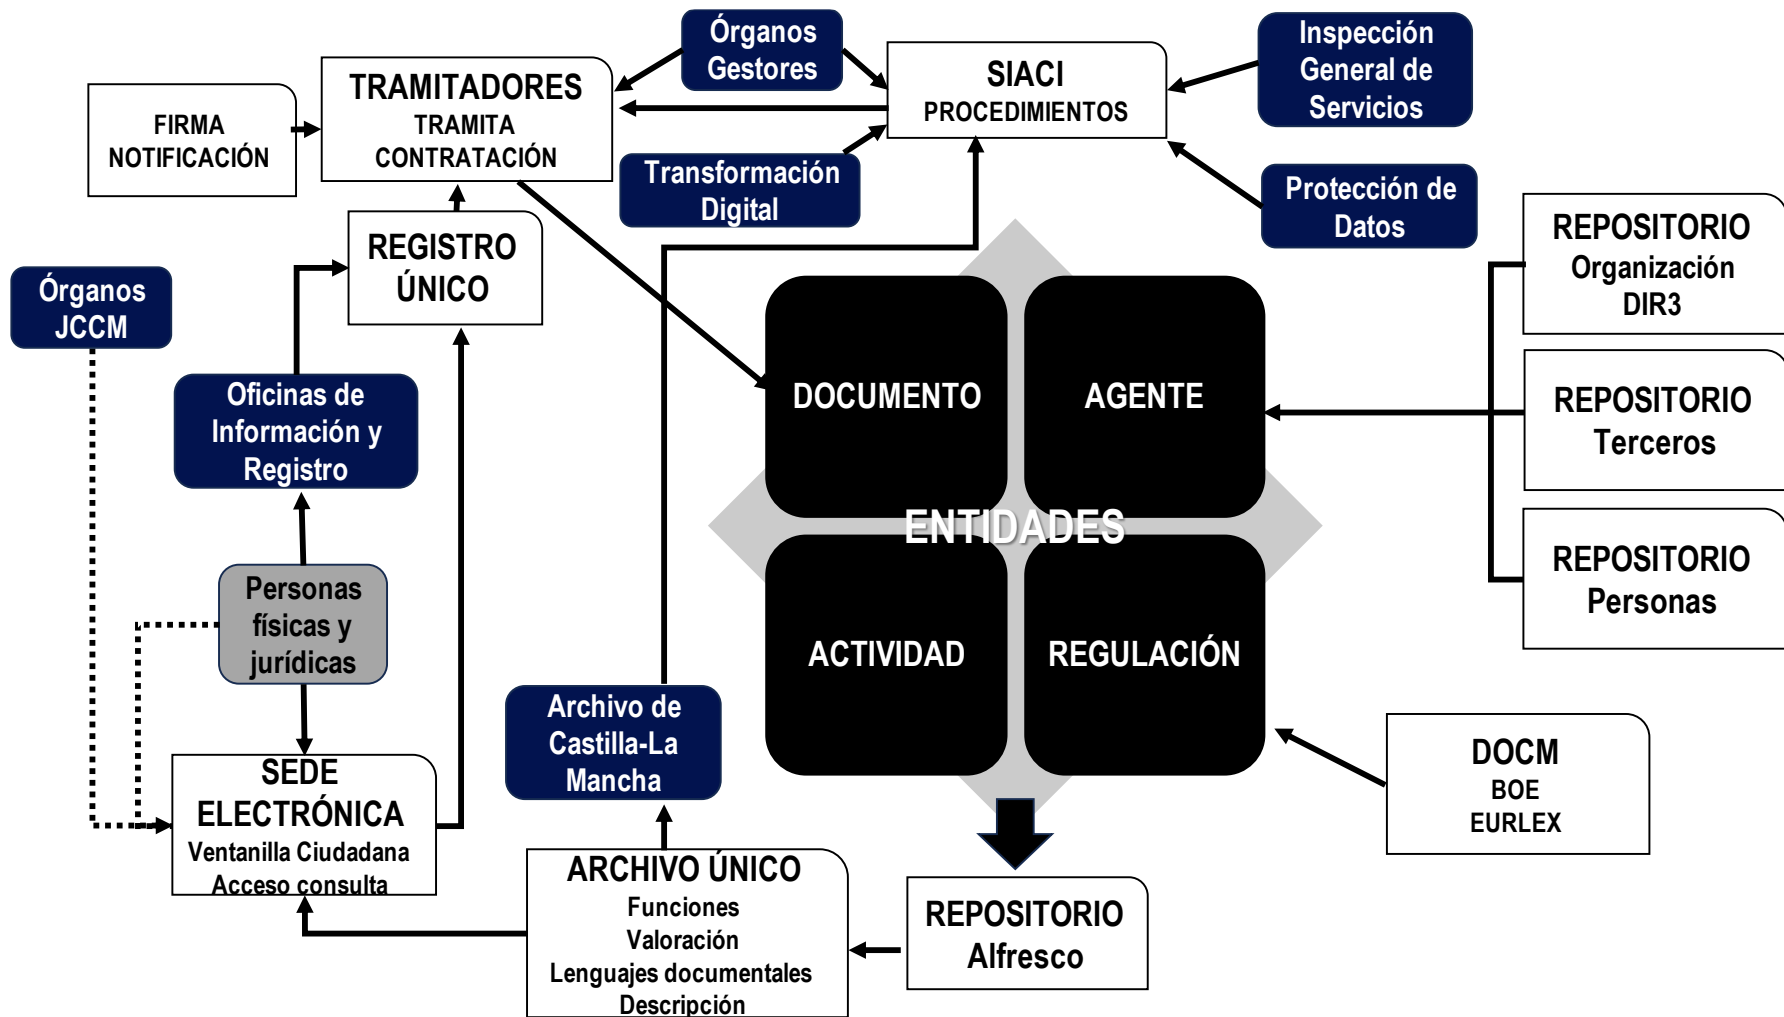 Órganos
Gestores
Inspección
General de
Servicios
SIACI
PROCEDIMIENTOS
TRAMITADORES
TRAMITA
CONTRATACIÓN
FIRMA
NOTIFICACIÓN
Transformación
Digital
Protección de
Datos
REGISTRO
ÚNICO
REPOSITORIO
Organización
DIR3
Órganos
JCCM
Oficinas de
Información y
Registro
DOCUMENTO
AGENTE
REPOSITORIO
Terceros
ENTIDADES
REPOSITORIO
Personas
Personas
físicas y
jurídicas
ACTIVIDAD
REGULACIÓN
Archivo de
Castilla-La
Mancha
DOCM
BOE
EURLEX
SEDE
ELECTRÓNICA
Ventanilla Ciudadana
Acceso consulta
ARCHIVO ÚNICO
Funciones
Valoración
Lenguajes documentales
Descripción
REPOSITORIO
Alfresco